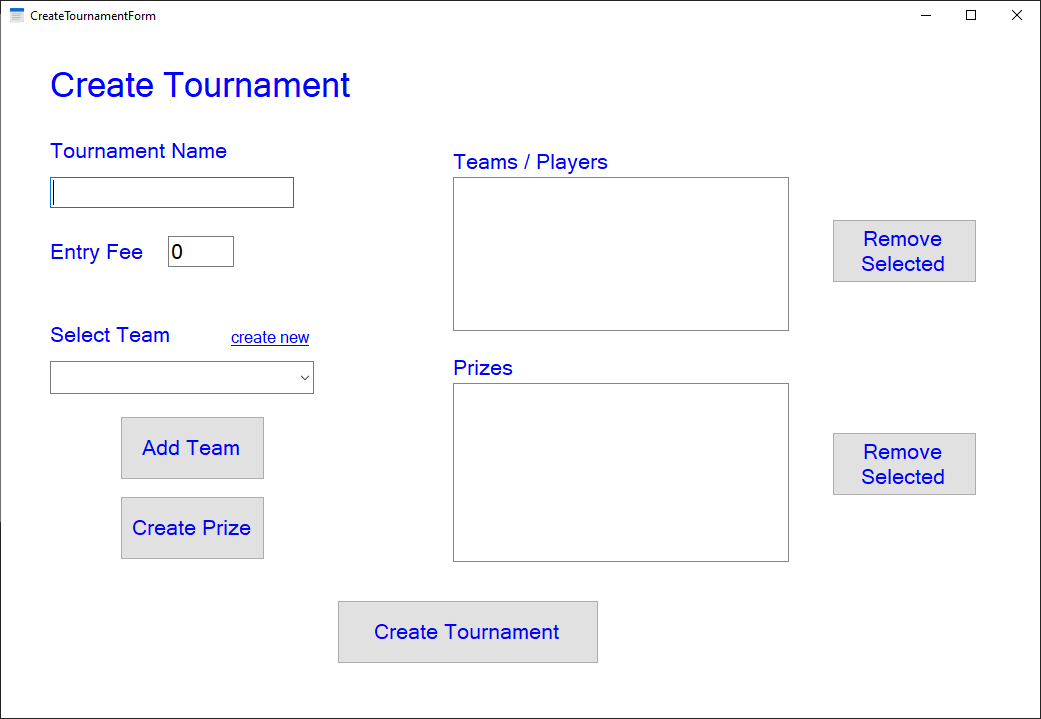 CreateTournamentForm
Create Tournament
Tournament Name
Entry Fee
0
Select Team
create new
Add Team
Create Prize
Teams / Players
Remove
Selected
Prizes
Remove
Selected
Create Tournament